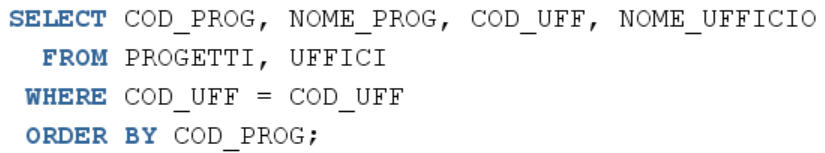 SELECT COD_PROG, NOME_PROG, COD_UFF, NOME_UFFICIO
FROM PROGETTI, UFFICI
WHERE COD_UFF = COD_UFF
ORDER BY COD_PROG;